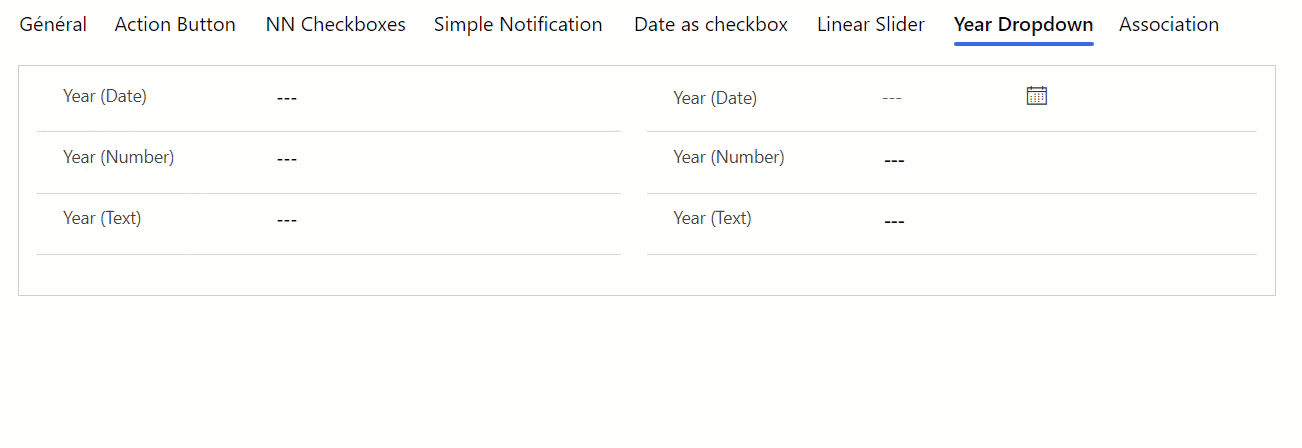 Général Action Button NN Checkboxes Simple Notification Date as checkbox Linear Slider Year Dropdown Association
Year (Date) --- Year (Date) ---
Year (Number) --- Year (Number) ---
Year (Text) --- Year (Text) ---